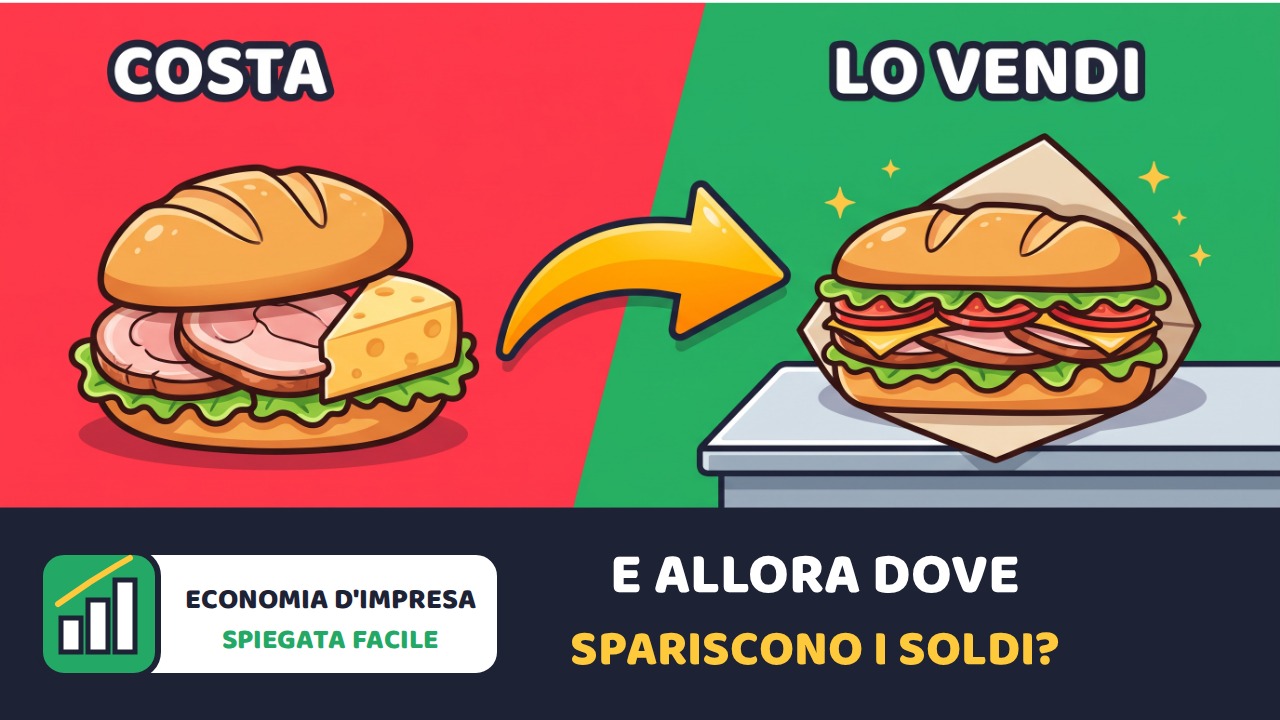 COSTA
LO VENDI
ECONOMIA D'IMPRESA
SPIEGATA FACILE
E ALLORA DOVE
SPARISCONO I SOLDI?